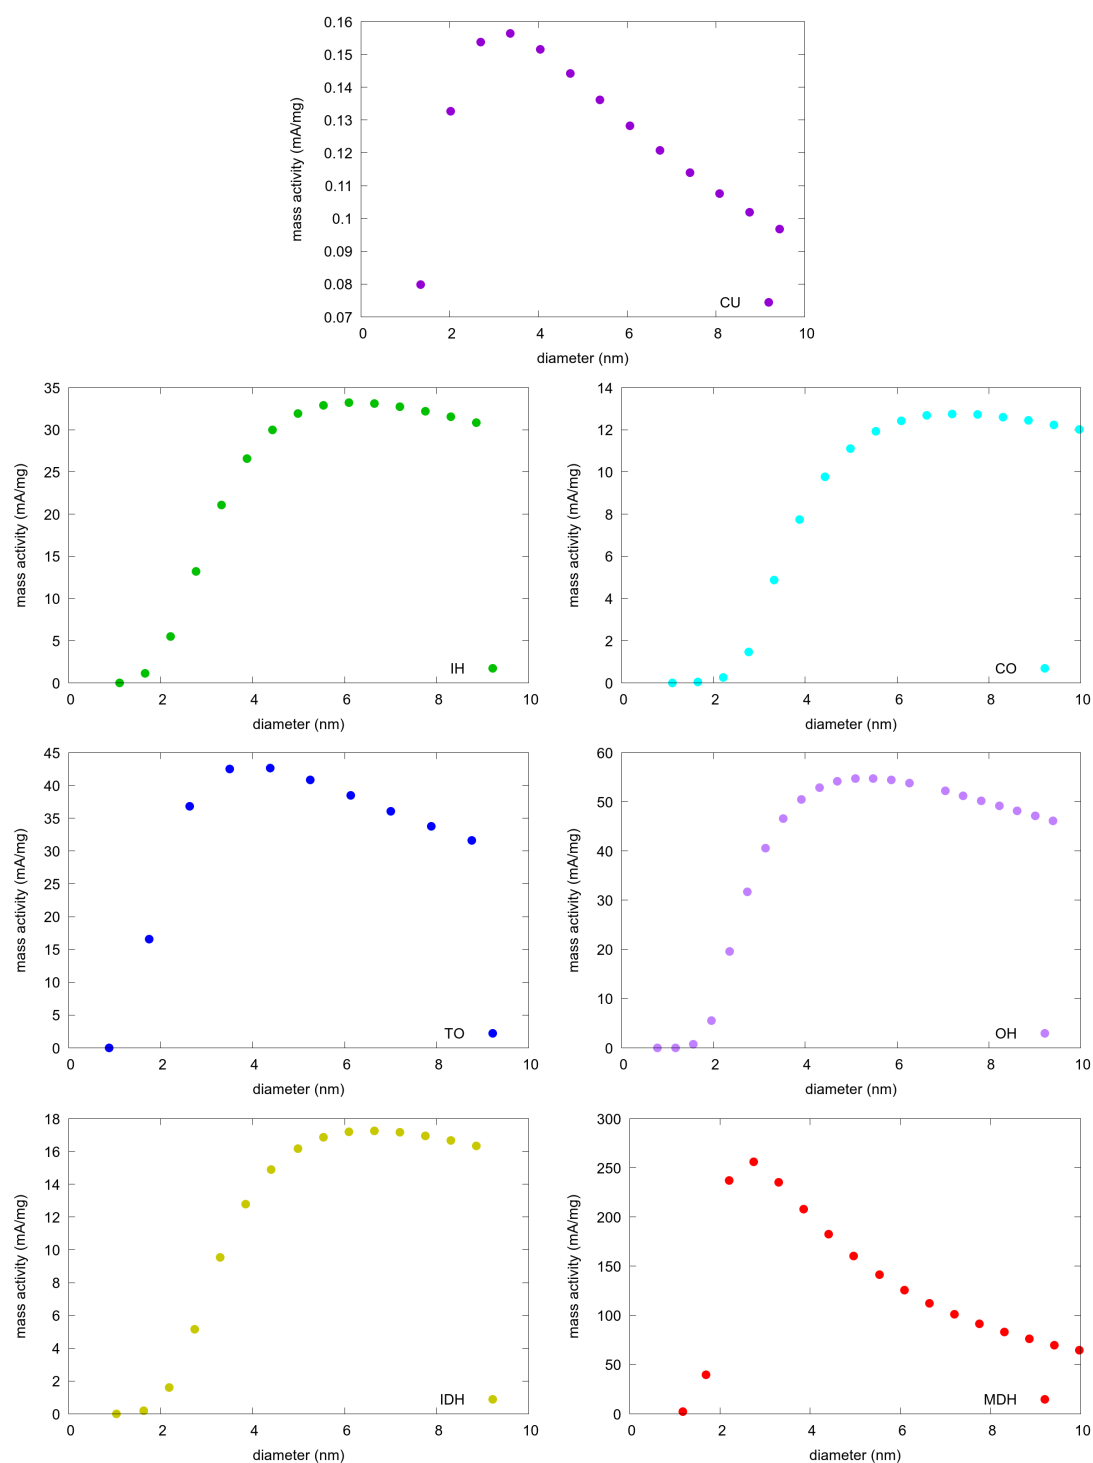 0.16
0.15
0.14
0.13
0.12
0.11
0.1
0.09
0.08
0.07
mass activity (mA/mg)
CU
0 2 4 6 8 10
diameter (nm)
35
30
25
20
15
10
5
0
mass activity (mA/mg)
IH
0 2 4 6 8 10
diameter (nm)
14
12
10
8
6
4
2
0
mass activity (mA/mg)
CO
0 2 4 6 8 10
diameter (nm)
45
40
35
30
25
20
15
10
5
0
mass activity (mA/mg)
TO
0 2 4 6 8 10
diameter (nm)
60
50
40
30
20
10
0
mass activity (mA/mg)
OH
0 2 4 6 8 10
diameter (nm)
18
16
14
12
10
8
6
4
2
0
mass activity (mA/mg)
IDH
0 2 4 6 8 10
diameter (nm)
300
250
200
150
100
50
0
mass activity (mA/mg)
MDH
0 2 4 6 8 10
diameter (nm)